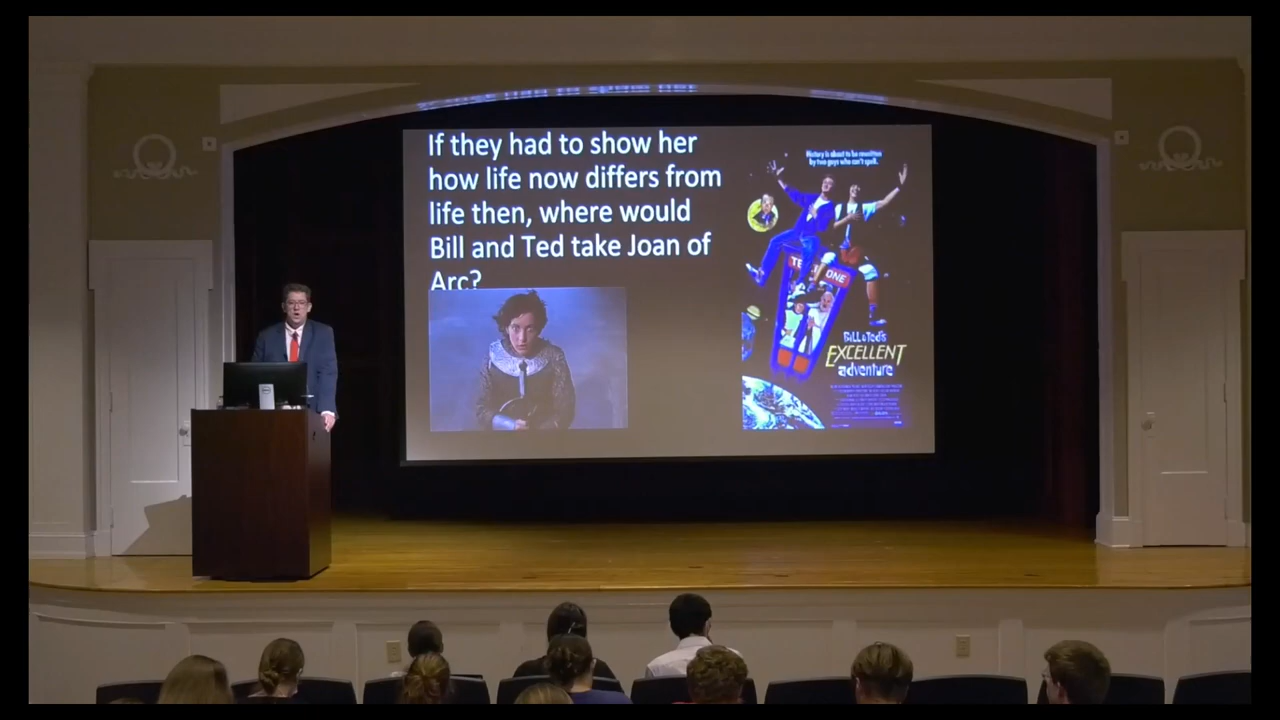 If they had to show her
how life now differs from
life then, where would
Bill and Ted take Joan of
Arc?
History is about to be rewritten
by two guys who can't spell.
BILL & TED'S
EXCELLENT
adventure